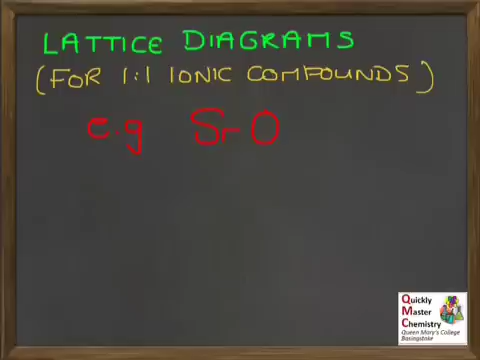 LATTICE DIAGRAMS
(FOR 1:1 IONIC COMPOUNDS)
e.g SrO
Quickly
Master
Chemistry
Queen Mary's College
Basingstoke